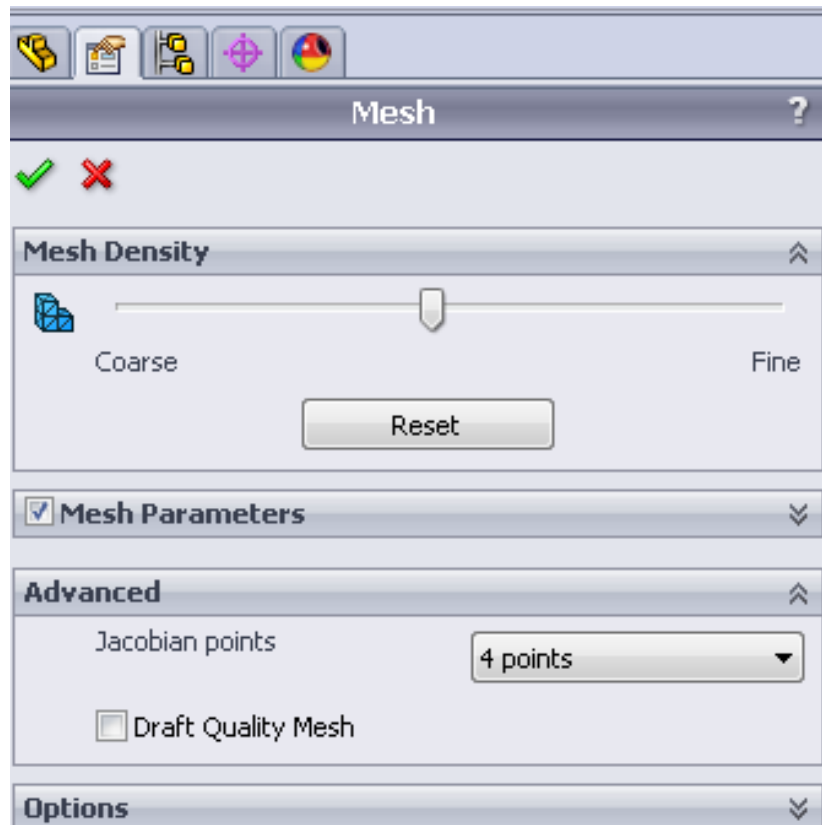 Mesh ?
Mesh Density
Coarse Fine
Reset
Mesh Parameters
Advanced
Jacobian points 4 points
Draft Quality Mesh
Options